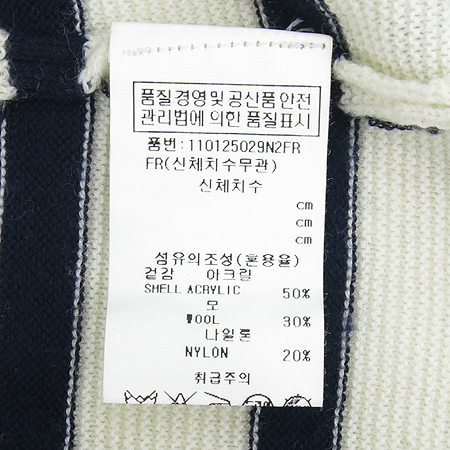 품질경영및공산품안전
관리법에 의한 품질표시
품번:110125029N2FR
FR(신체치수무관)
신체치수
cm
cm
cm
섬유의조성(혼용율)
겉감 아크릴
SHELL ACRYLIC 50%
모
WOOL 30%
나일론
NYLON 20%
취급주의